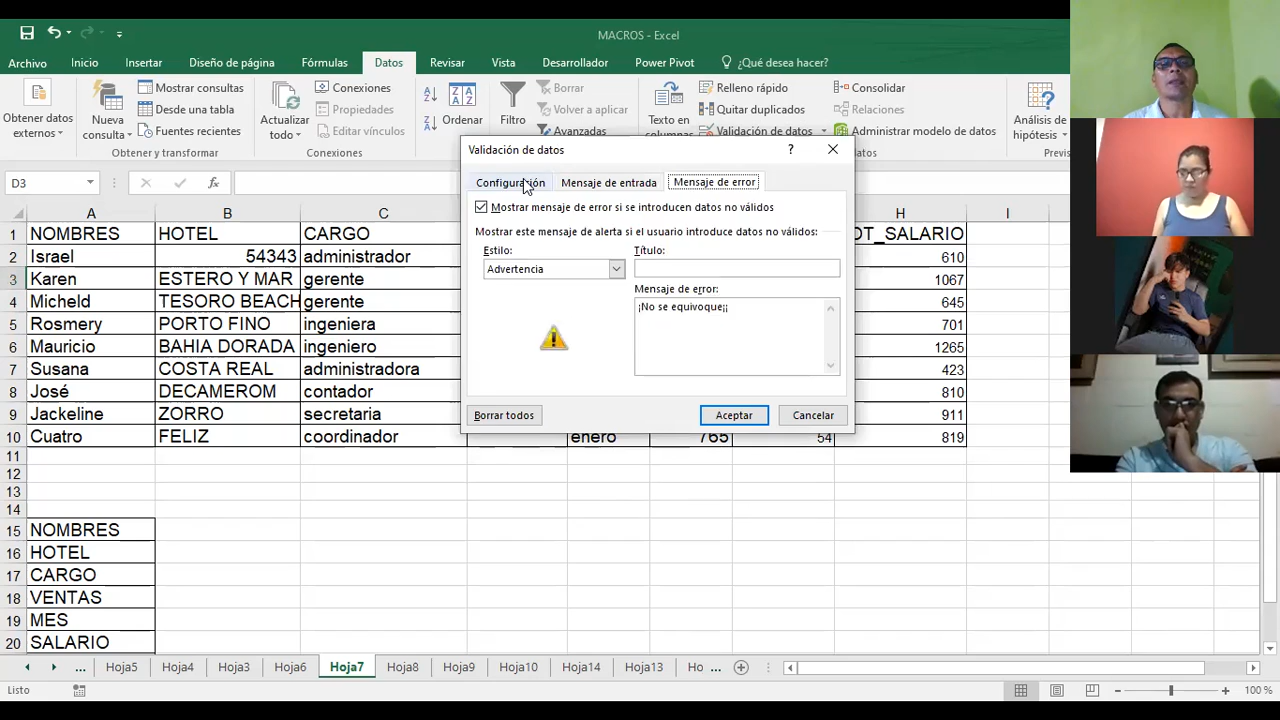 MACROS - Excel
Archivo Inicio Insertar Diseño de página Fórmulas Datos Revisar Vista Desarrollador Power Pivot ¿Qué desea hacer?
Obtener datos externos
Nueva consulta
Mostrar consultas
Desde una tabla
Fuentes recientes
Obtener y transformar
Actualizar todo
Conexiones
Propiedades
Editar vínculos
Conexiones
Ordenar
Filtro
Borrar
Volver a aplicar
Avanzadas
Texto en columnas
Relleno rápido
Quitar duplicados
Validación de datos
Consolidar
Relaciones
Administrar modelo de datos
Análisis de hipótesis
D3
Validación de datos
Configuración Mensaje de entrada Mensaje de error
Mostrar mensaje de error si se introducen datos no válidos
Mostrar este mensaje de alerta si el usuario introduce datos no válidos:
Estilo: Título:
Advertencia
Mensaje de error:
¡No se equivoque¡¡
Borrar todos Aceptar Cancelar
A B C H I
1 NOMBRES HOTEL CARGO OT_SALARIO
2 Israel 54343 administrador 610
3 Karen ESTERO Y MAR gerente 1067
4 Micheld TESORO BEACH gerente 645
5 Rosmery PORTO FINO ingeniera 701
6 Mauricio BAHIA DORADA ingeniero 1265
7 Susana COSTA REAL administradora 423
8 José DECAMEROM contador 810
9 Jackeline ZORRO secretaria 911
10 Cuatro FELIZ coordinador enero 765 54 819
11
12
13
14
15 NOMBRES
16 HOTEL
17 CARGO
18 VENTAS
19 MES
20 SALARIO
... Hoja5 Hoja4 Hoja3 Hoja6 Hoja7 Hoja8 Hoja9 Hoja10 Hoja14 Hoja13 Ho ...
Listo 100 %